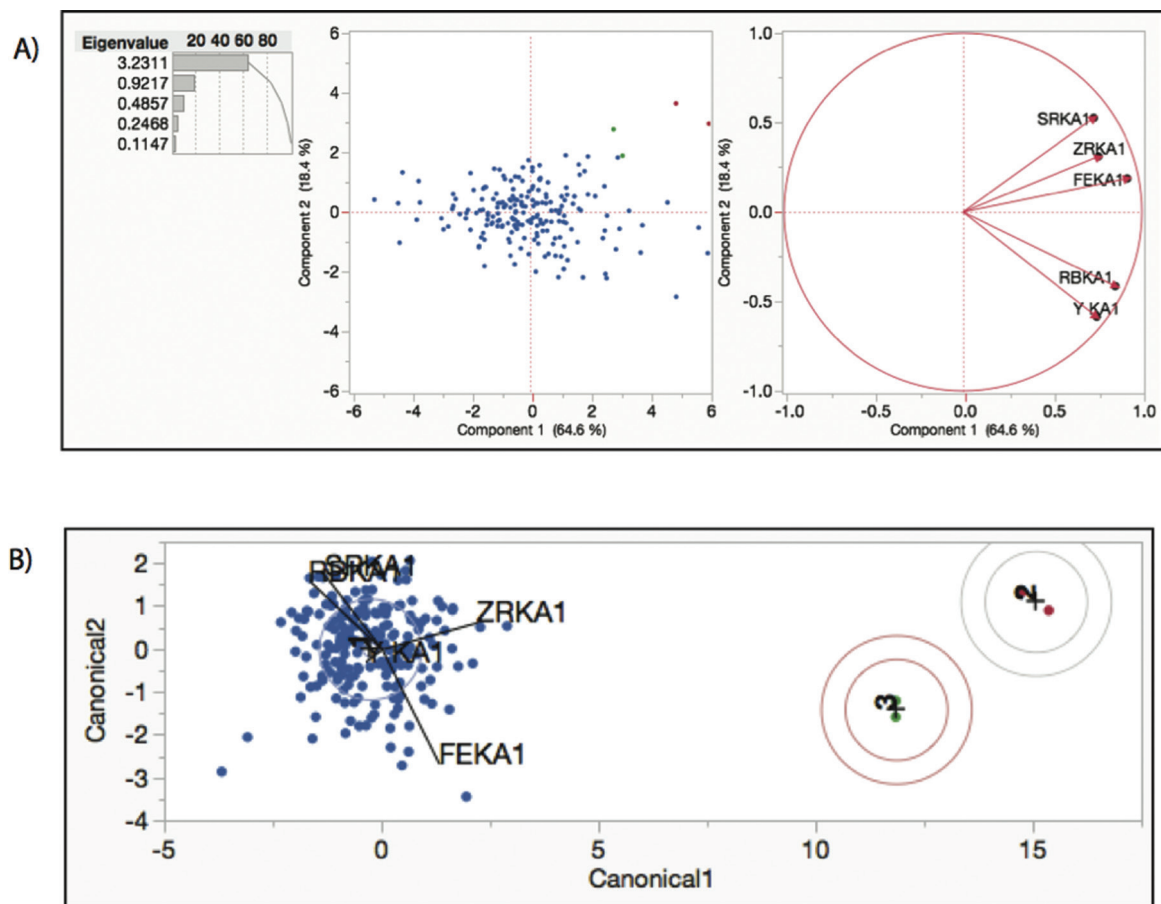 A)
Eigenvalue 20 40 60 80
3.2311
0.9217
0.4857
0.2468
0.1147
6
4
2
0
-2
-4
-6
Component 2 (18.4 %)
-6 -4 -2 0 2 4 6
Component 1 (64.6 %)
1.0
0.5
0.0
-0.5
-1.0
Component 2 (18.4 %)
SRKA1
ZRKA1
FEKA1
RBKA1
Y KA1
-1.0 -0.5 0.0 0.5 1.0
Component 1 (64.6 %)
B)
2
1
0
-1
-2
-3
-4
Canonical2
SRKA1
RBKA1
ZRKA1
Y KA1
FEKA1
1
2
3
-5 0 5 10 15
Canonical1